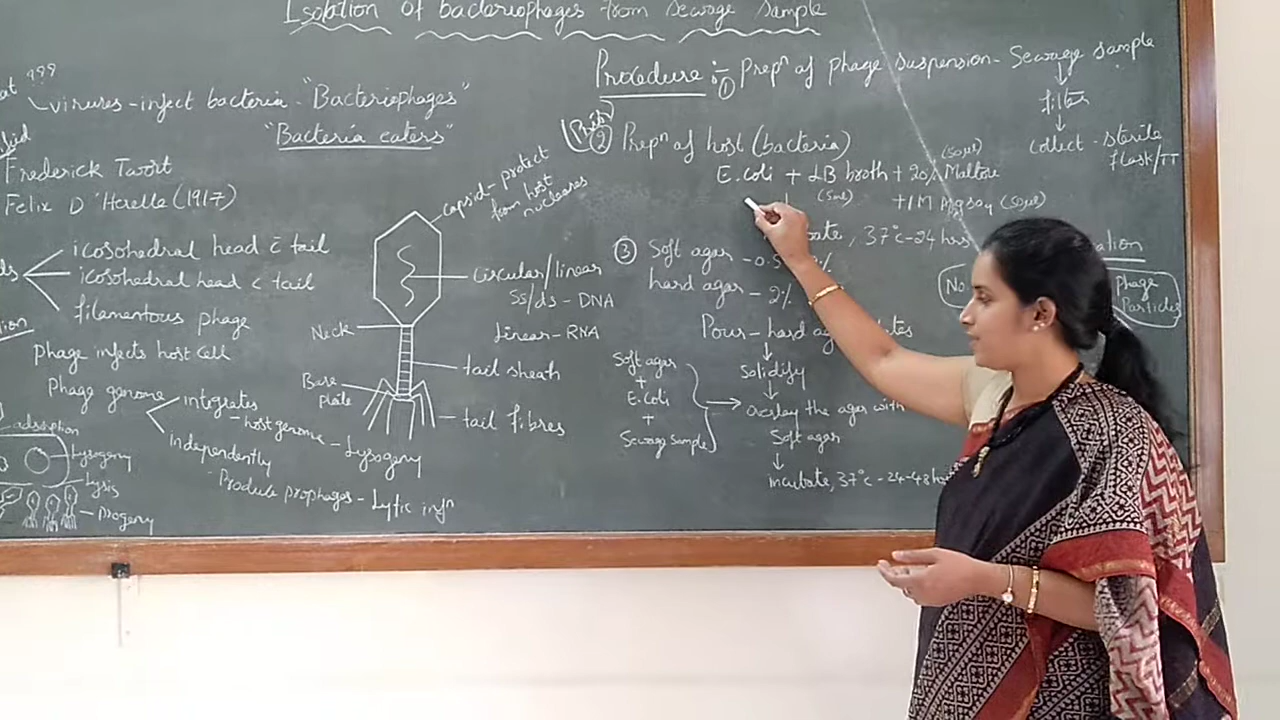 Isolation of bacteriophages from sewage sample
at ???
viruses - infect bacteria - "Bacteriophages"
"Bacteria eaters"
Frederick Twort
Felix D'Herelle (1917)
icosohedral head c̄ tail
icosohedral head c tail
filamentous phage
Phage infects host cell
Phage genome
integrates
- host genome - Lysogeny
independently
- Produce prophages - Lytic infn
adsorption
Lysogeny
Lysis
Progeny
capsid - protect
from host
nucleases
circular/linear
SS/ds - DNA
Linear - RNA
Neck
tail sheath
Base
plate
tail fibres
Procedure :- ① Prepⁿ of phage suspension - Sewage sample
↓
filter
↓
collect - sterile
flask/TT
② Prepⁿ of host (bacteria)
E.coli + LB broth + 20% Maltose
(50µl)
(5ml)
+ 1M MgSO4 (50µl)
, 37°c - 24 hrs
③ Soft agar - 0.5
hard agar - 2%
Pour - hard
↓
Solidify
↓
Overlay the agar with
Soft agar
↓
incubate, 37°c - 24-48
Soft agar
+
E.coli
+
Sewage sample
No
Phage
Particles